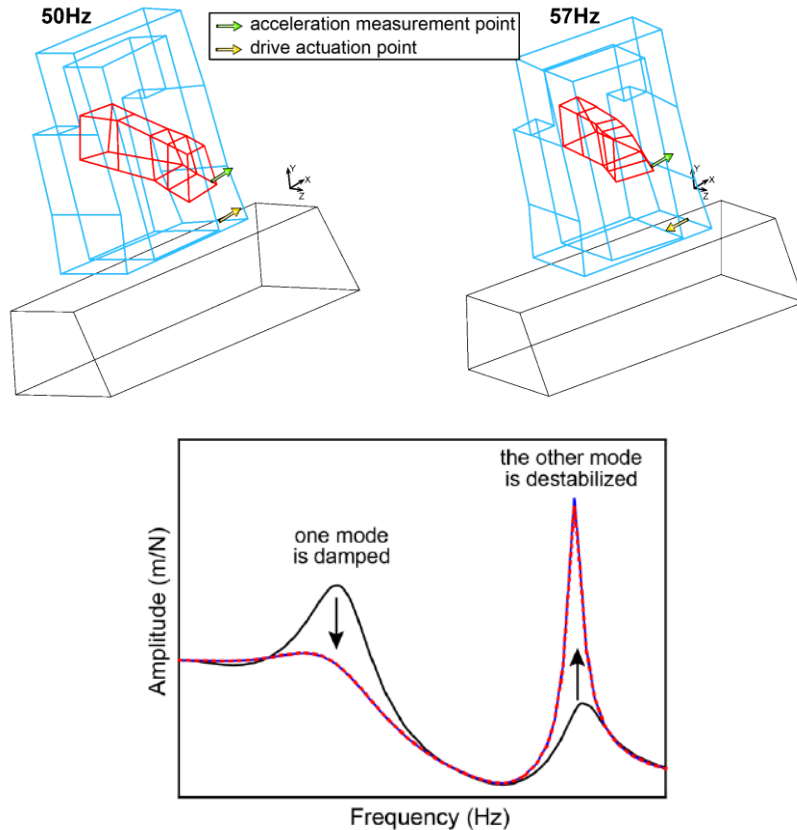 50Hz
acceleration measurement point
drive actuation point
57Hz
Y
X
Z
Y
X
Z
the other mode
is destabilized
one mode
is damped
Amplitude (m/N)
Frequency (Hz)